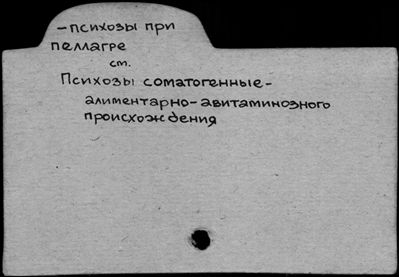 -психозы при
пеллагре
см.
Психозы соматогенные-
алиментарно-авитаминозного
происхождения